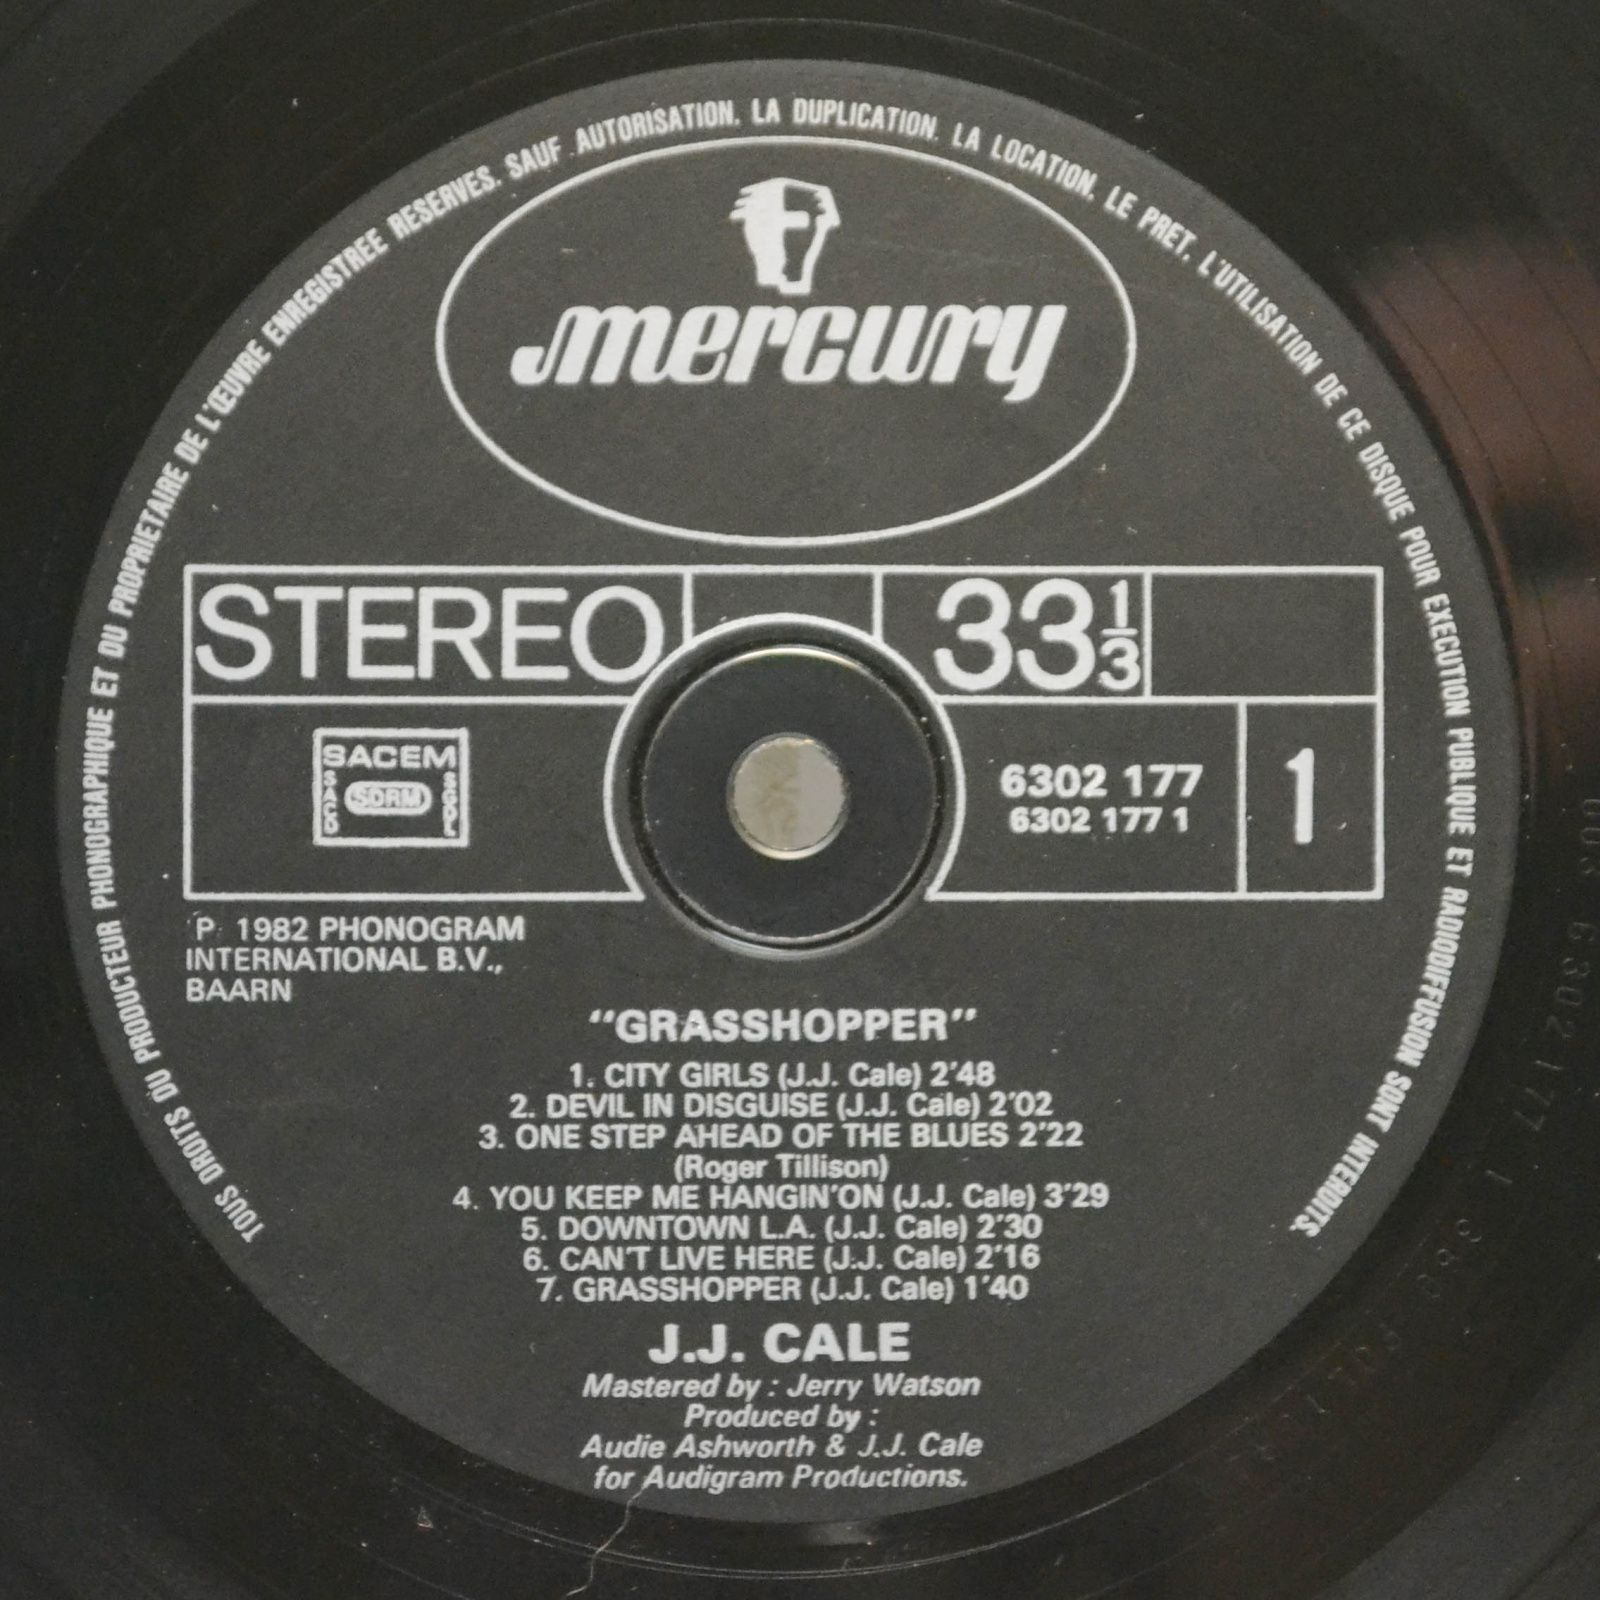 TOUS DROITS DU PRODUCTEUR PHONOGRAPHIQUE ET DU PROPRIETAIRE DE L'ŒUVRE ENREGISTREE RESERVES. SAUF AUTORISATION. LA DUPLICATION. LA LOCATION. LE PRET. L'UTILISATION DE CE DISQUE POUR EXECUTION PUBLIQUE ET RADIODIFFUSION SONT INTERDITS.
mercury
STEREO 33 1/3
SACEM
SACD SDRM SGDL
6302 177
6302 177 1
1
P 1982 PHONOGRAM
INTERNATIONAL B.V.,
BAARN
"GRASSHOPPER"
1. CITY GIRLS (J.J. Cale) 2'48
2. DEVIL IN DISGUISE (J.J. Cale) 2'02
3. ONE STEP AHEAD OF THE BLUES 2'22
(Roger Tillison)
4. YOU KEEP ME HANGIN'ON (J.J. Cale) 3'29
5. DOWNTOWN L.A. (J.J. Cale) 2'30
6. CAN'T LIVE HERE (J.J. Cale) 2'16
7. GRASSHOPPER (J.J. Cale) 1'40
J.J. CALE
Mastered by : Jerry Watson
Produced by :
Audie Ashworth & J.J. Cale
for Audigram Productions.
6302177 1